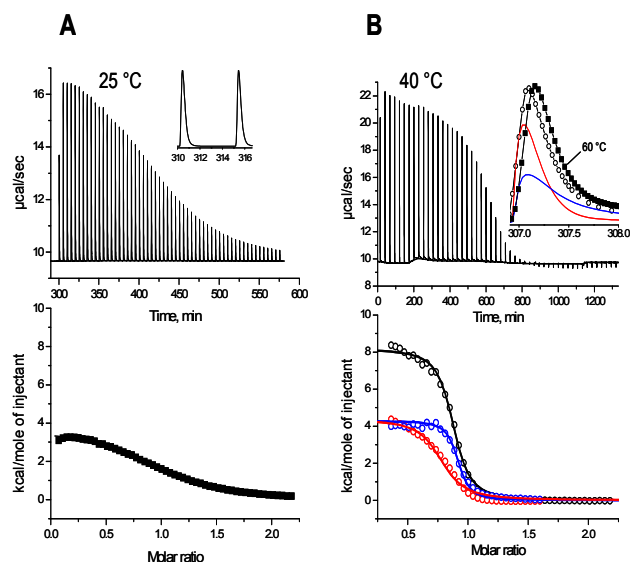 A
B
25 °C
40 °C
60 °C
µcal/sec
16
14
12
10
310 312 314 316
300 350 400 450 500 550 600
Time, min
µcal/sec
22
20
18
16
14
12
10
8
307.0 307.5 308.0
0 200 400 600 800 1000 1200
Time, min
kcal/mole of injectant
10
8
6
4
2
0
0.0 0.5 1.0 1.5 2.0
Molar ratio
kcal/mole of injectant
10
8
6
4
2
0
0.5 1.0 1.5 2.0
Molar ratio